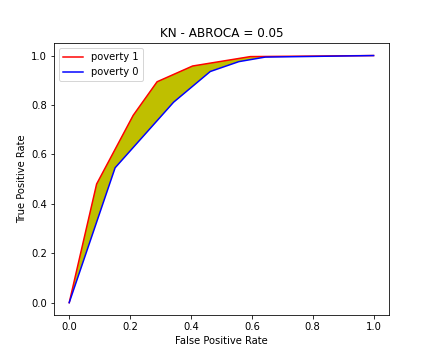 KN - ABROCA = 0.05
poverty 1
poverty 0
1.0
0.8
0.6
0.4
0.2
0.0
True Positive Rate
0.0 0.2 0.4 0.6 0.8 1.0
False Positive Rate